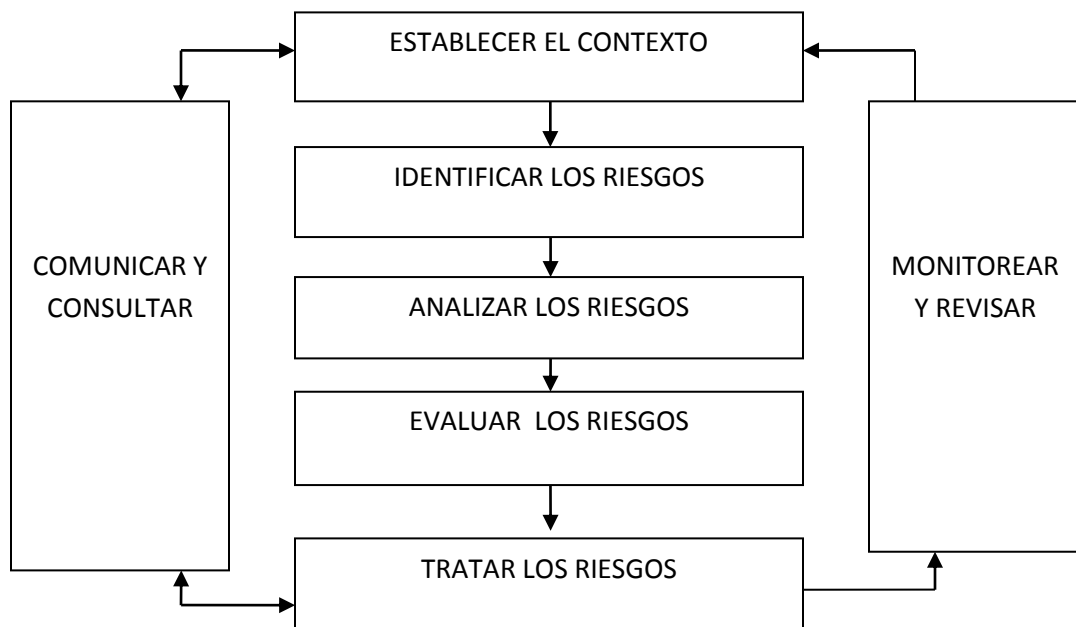 ESTABLECER EL CONTEXTO
IDENTIFICAR LOS RIESGOS
COMUNICAR Y
CONSULTAR
ANALIZAR LOS RIESGOS
MONITOREAR
Y REVISAR
EVALUAR  LOS RIESGOS
TRATAR LOS RIESGOS